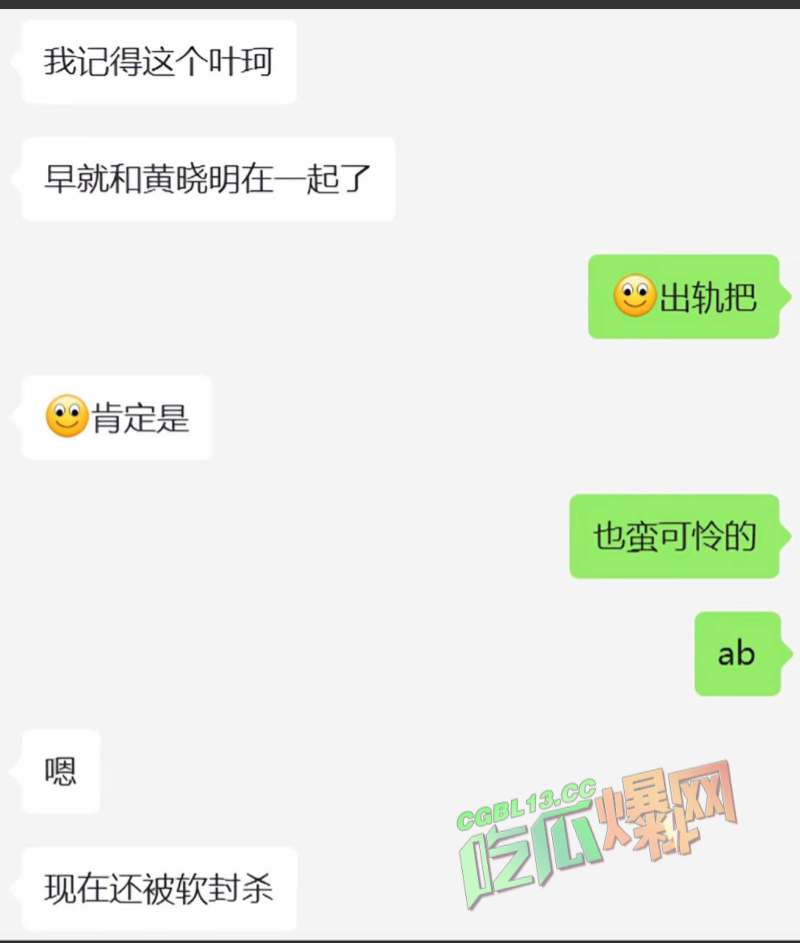 我记得这个叶珂
早就和黄晓明在一起了
出轨把
肯定是
也蛮可怜的
ab
嗯
CGBL13.CC
吃瓜爆料网
现在还被软封杀